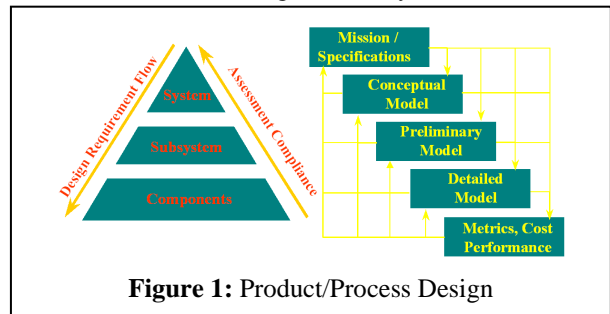 Design Requirement Flow
System
Subsystem
Components
Assessment Compliance
Mission /
Specifications
Conceptual
Model
Preliminary
Model
Detailed
Model
Metrics, Cost
Performance
Figure 1: Product/Process Design